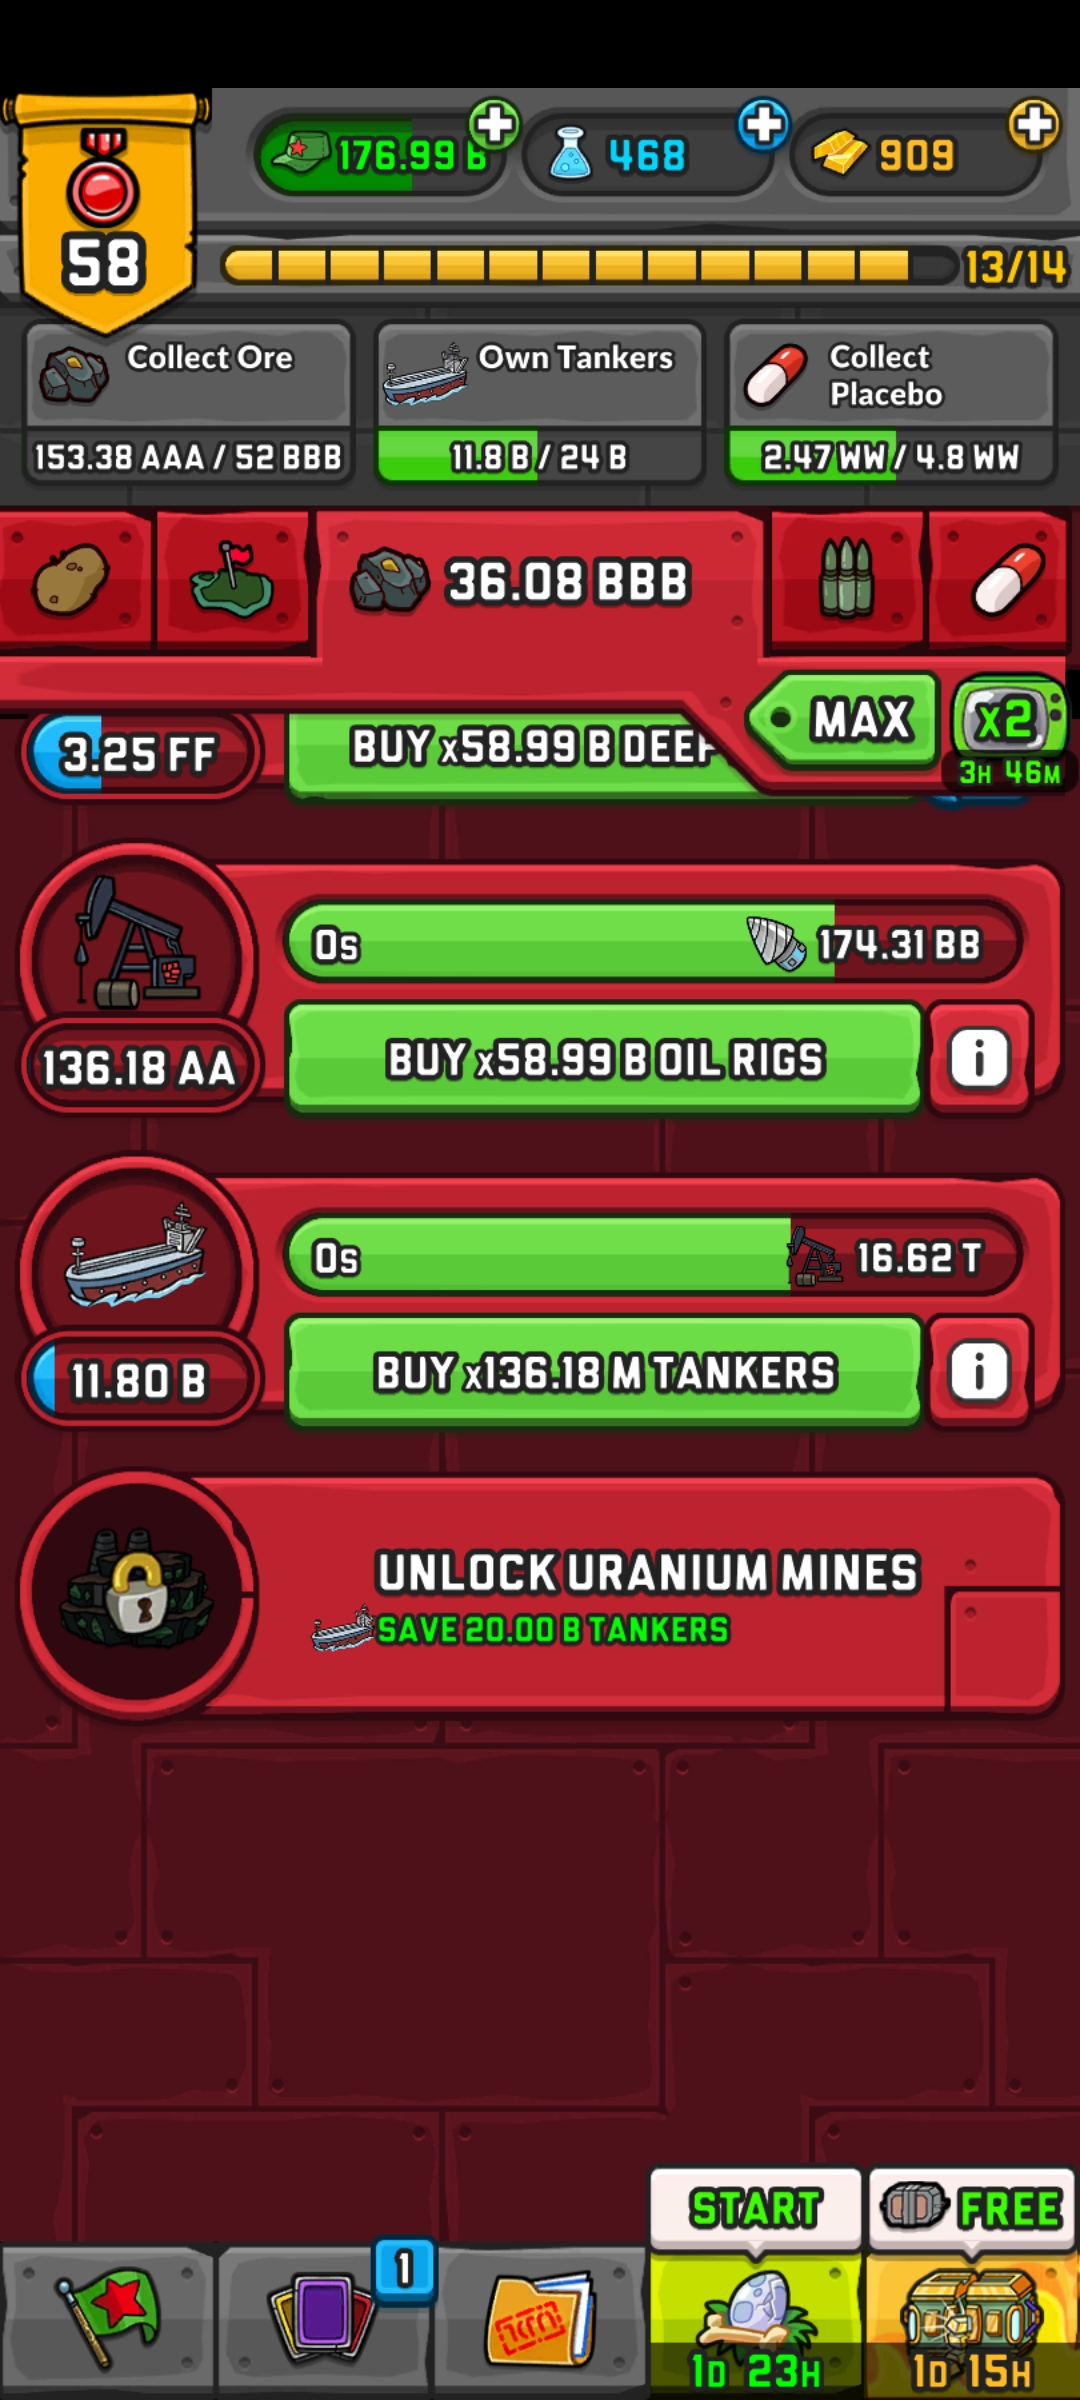 58
176.99 B
468
909
13/14
Collect Ore
153.38 AAA / 52 BBB
Own Tankers
11.8 B / 24 B
Collect
Placebo
2.47 WW / 4.8 WW
36.08 BBB
MAX
x2
3H 46M
3.25 FF
BUY x58.99 B DEEP
0s
174.31 BB
136.18 AA
BUY x58.99 B OIL RIGS
i
0s
16.62 T
11.80 B
BUY x136.18 M TANKERS
i
UNLOCK URANIUM MINES
SAVE 20.00 B TANKERS
START
FREE
1
1D 23H
1D 15H